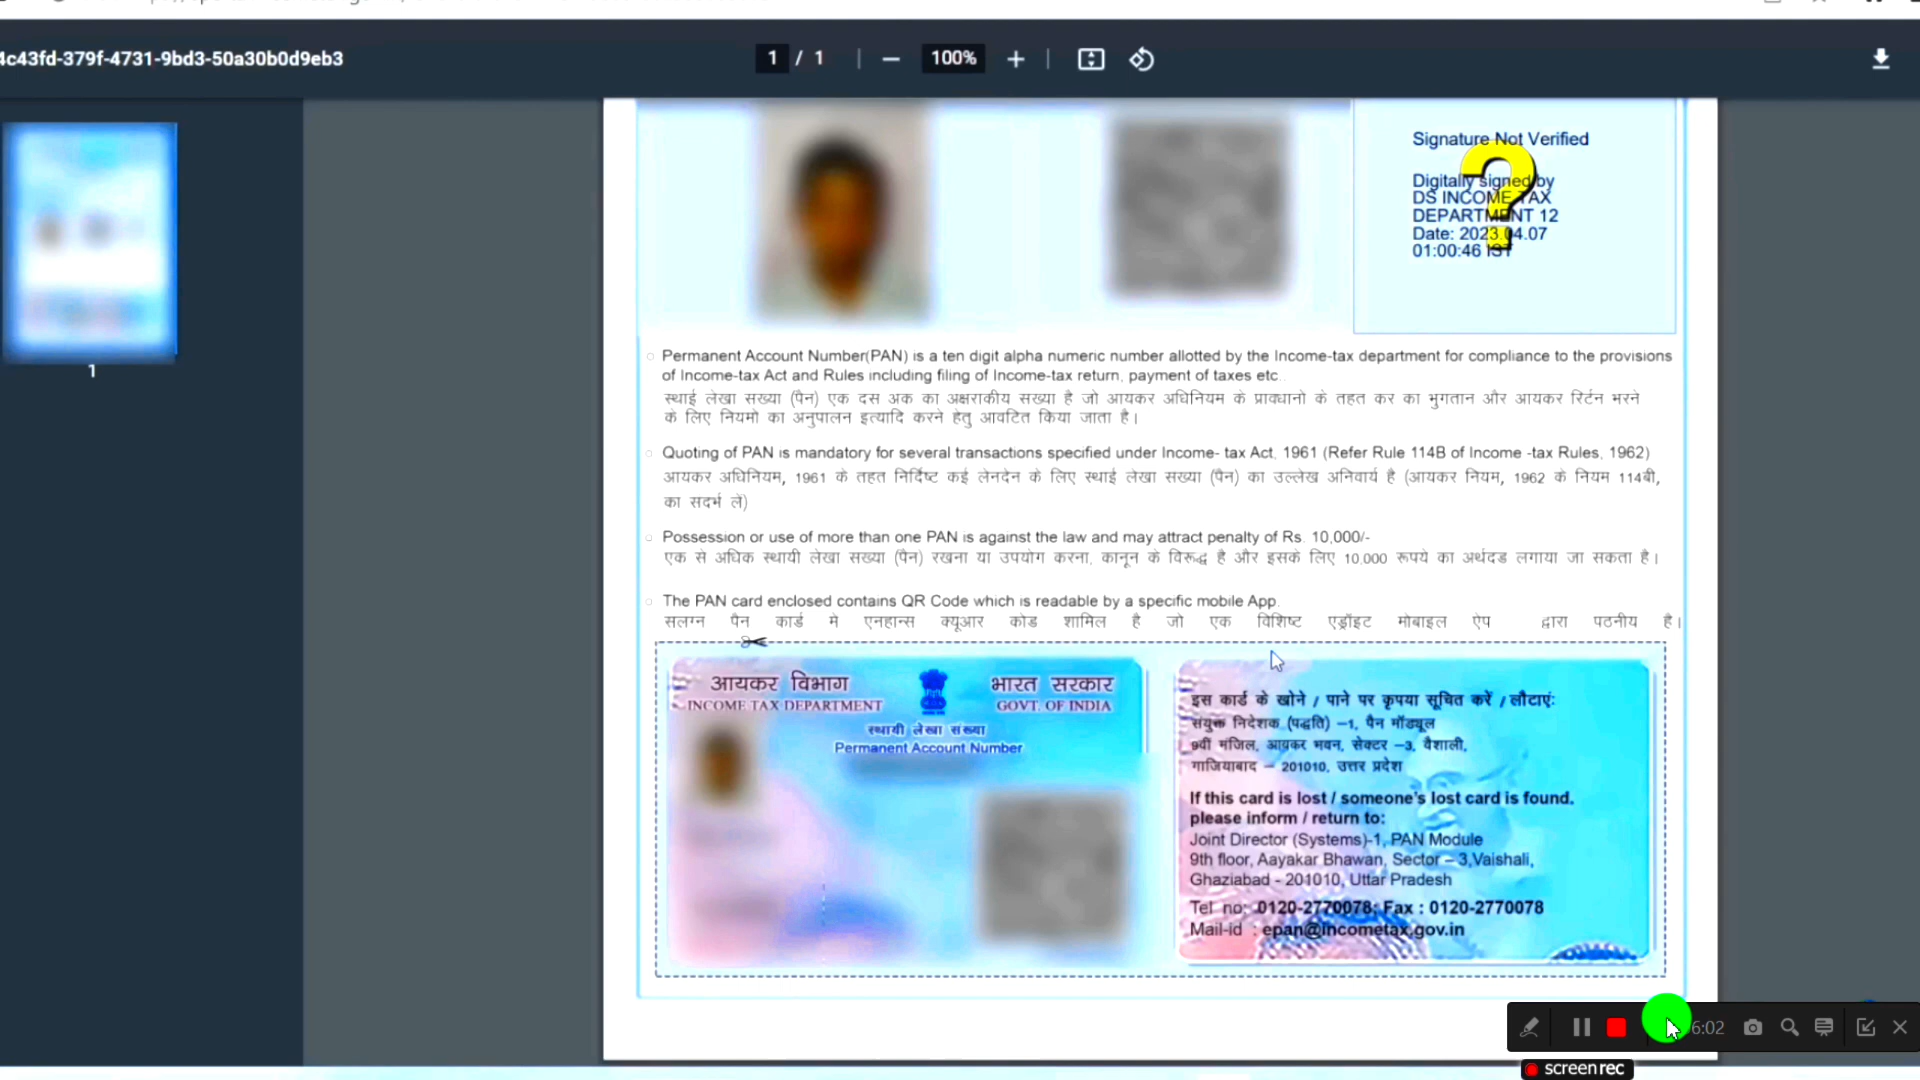 4c43fd-379f-4731-9bd3-50a30b0d9eb3
1 / 1
100%
1
Signature Not Verified
Digitally signed by
DS INCOME TAX
DEPARTMENT 12
Date: 2023.04.07
01:00:46 IST
Permanent Account Number(PAN) is a ten digit alpha numeric number allotted by the Income-tax department for compliance to the provisions
of Income-tax Act and Rules including filing of Income-tax return, payment of taxes etc..
स्थाई लेखा सख्या (पैन) एक दस अक का अक्षराकीय सख्या है जो आयकर अधिनियम के प्रावधानो के तहत कर का भुगतान और आयकर रिर्टन भरने
के लिए नियमो का अनुपालन इत्यादि करने हेतु आवटित किया जाता है।
Quoting of PAN is mandatory for several transactions specified under Income- tax Act, 1961 (Refer Rule 114B of Income -tax Rules, 1962)
आयकर अधिनियम, 1961 के तहत निर्दिष्ट कई लेनदेन के लिए स्थाई लेखा सख्या (पैन) का उल्लेख अनिवार्य है (आयकर नियम, 1962 के नियम 114बी,
का सदर्भ ले)
Possession or use of more than one PAN is against the law and may attract penalty of Rs. 10,000/-
एक से अधिक स्थायी लेखा सख्या (पैन) रखना या उपयोग करना, कानून के विरूद्ध है और इसके लिए 10,000 रूपये का अर्थदड लगाया जा सकता है।
The PAN card enclosed contains QR Code which is readable by a specific mobile App.
सलग्न पैन कार्ड मे एनहान्स क्यूआर कोड शामिल है जो एक विशिष्ट एड्रॉइट मोबाइल ऐप द्वारा पठनीय है।
आयकर विभाग
INCOME TAX DEPARTMENT
भारत सरकार
GOVT. OF INDIA
स्थायी लेखा संख्या
Permanent Account Number
इस कार्ड के खोने / पाने पर कृपया सूचित करें / लौटाएं:
संयुक्त निदेशक (पद्धति) –1, पैन मॉड्यूल
9वीं मंजिल, आयकर भवन, सेक्टर –3, वैशाली,
गाजियाबाद – 201010, उत्तर प्रदेश
If this card is lost / someone's lost card is found,
please inform / return to:
Joint Director (Systems)-1, PAN Module
9th floor, Aayakar Bhawan, Sector – 3,Vaishali,
Ghaziabad - 201010, Uttar Pradesh
Tel no: 0120-2770078; Fax : 0120-2770078
Mail-id : epan@incometax.gov.in
6:02
screenrec